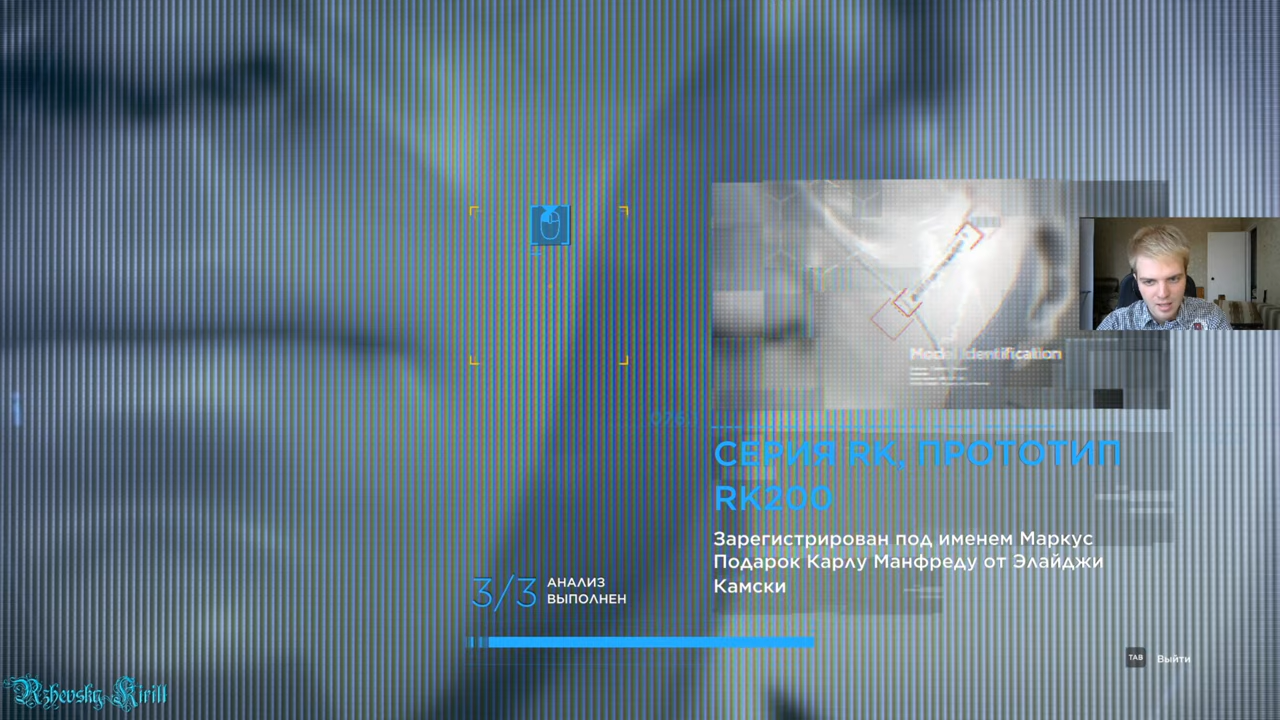 Model Identification
096
СЕРИЯ RK, ПРОТОТИП
RK200
Зарегистрирован под именем Маркус
Подарок Карлу Манфреду от Элайджи
Камски
3/3 АНАЛИЗ
ВЫПОЛНЕН
TAB Выйти
Rzhevsky Kirill